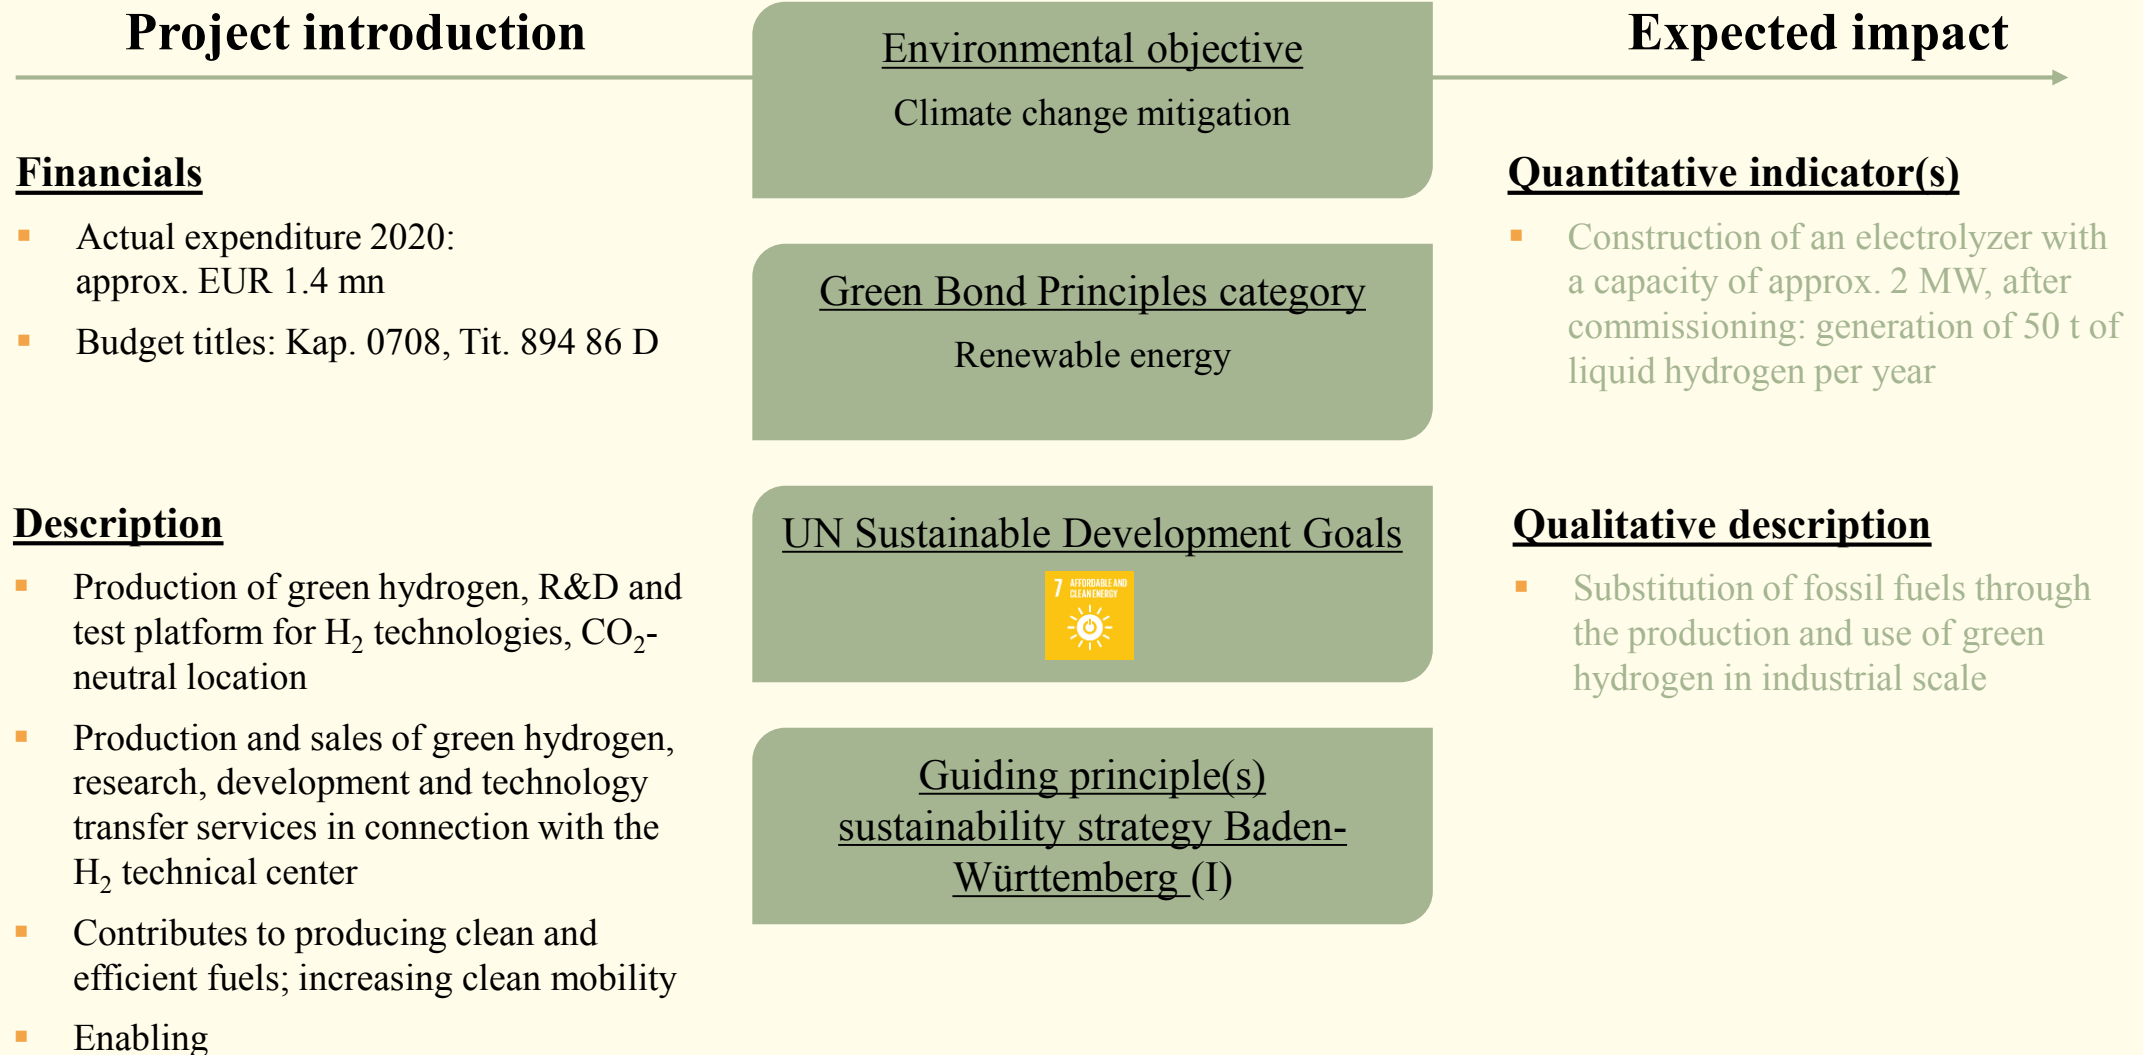 Project introduction
Financials
Actual expenditure 2020:
approx. EUR 1.4 mn
Budget titles: Kap. 0708, Tit. 894 86 D
Description
Production of green hydrogen, R&D and
test platform for H₂ technologies, CO₂-
neutral location
Production and sales of green hydrogen,
research, development and technology
transfer services in connection with the
H₂ technical center
Contributes to producing clean and
efficient fuels; increasing clean mobility
Enabling
Environmental objective
Climate change mitigation
Green Bond Principles category
Renewable energy
UN Sustainable Development Goals
7 AFFORDABLE AND
CLEAN ENERGY
Guiding principle(s)
sustainability strategy Baden-
Württemberg (I)
Expected impact
Quantitative indicator(s)
Construction of an electrolyzer with
a capacity of approx. 2 MW, after
commissioning: generation of 50 t of
liquid hydrogen per year
Qualitative description
Substitution of fossil fuels through
the production and use of green
hydrogen in industrial scale